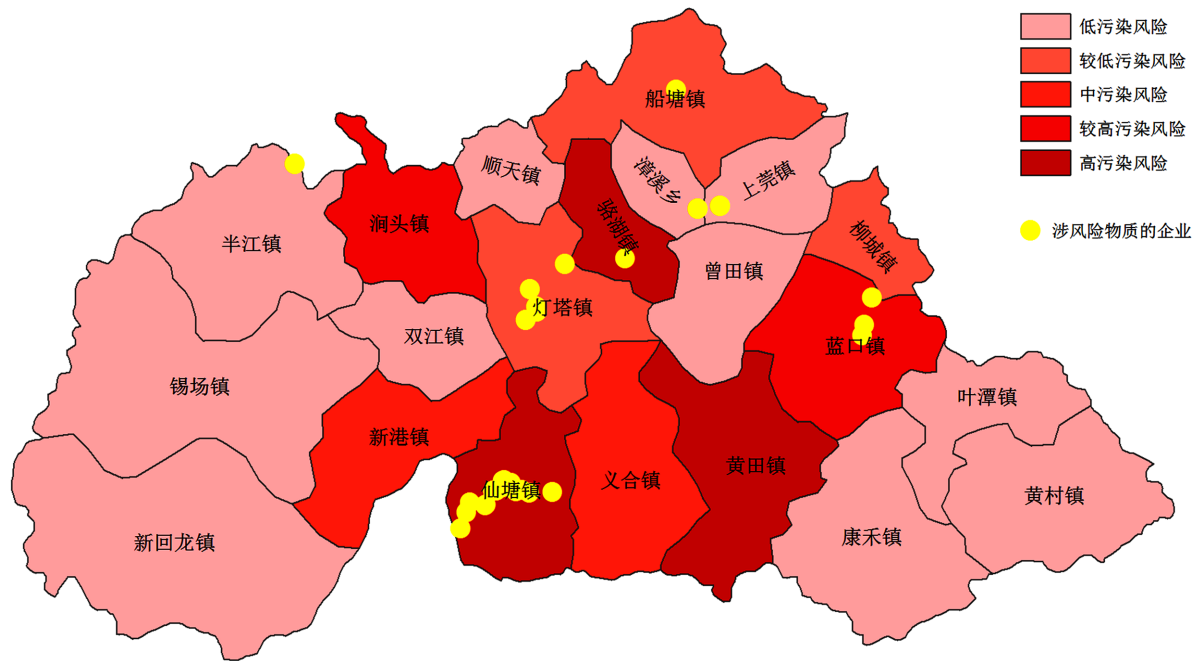 低污染风险
较低污染风险
中污染风险
较高污染风险
高污染风险
涉风险物质的企业
船塘镇
顺天镇
漳溪乡
上莞镇
涧头镇
骆湖镇
半江镇
柳城镇
曾田镇
灯塔镇
双江镇
蓝口镇
锡场镇
叶潭镇
新港镇
黄田镇
义合镇
仙塘镇
黄村镇
新回龙镇
康禾镇